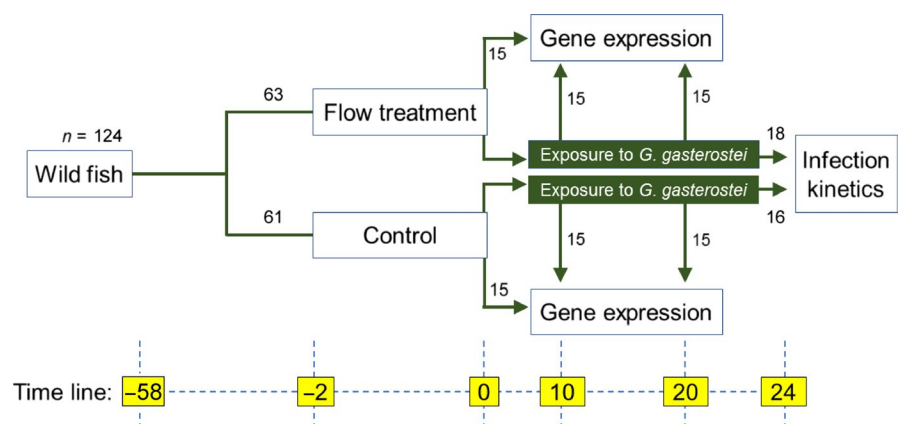 Gene expression
15
63
15
15
Flow treatment
n = 124
18
Exposure to G. gasterostei
Wild fish
Infection
kinetics
Exposure to G. gasterostei
61
16
Control
15
15
15
Gene expression
Time line: –58 –2 0 10 20 24